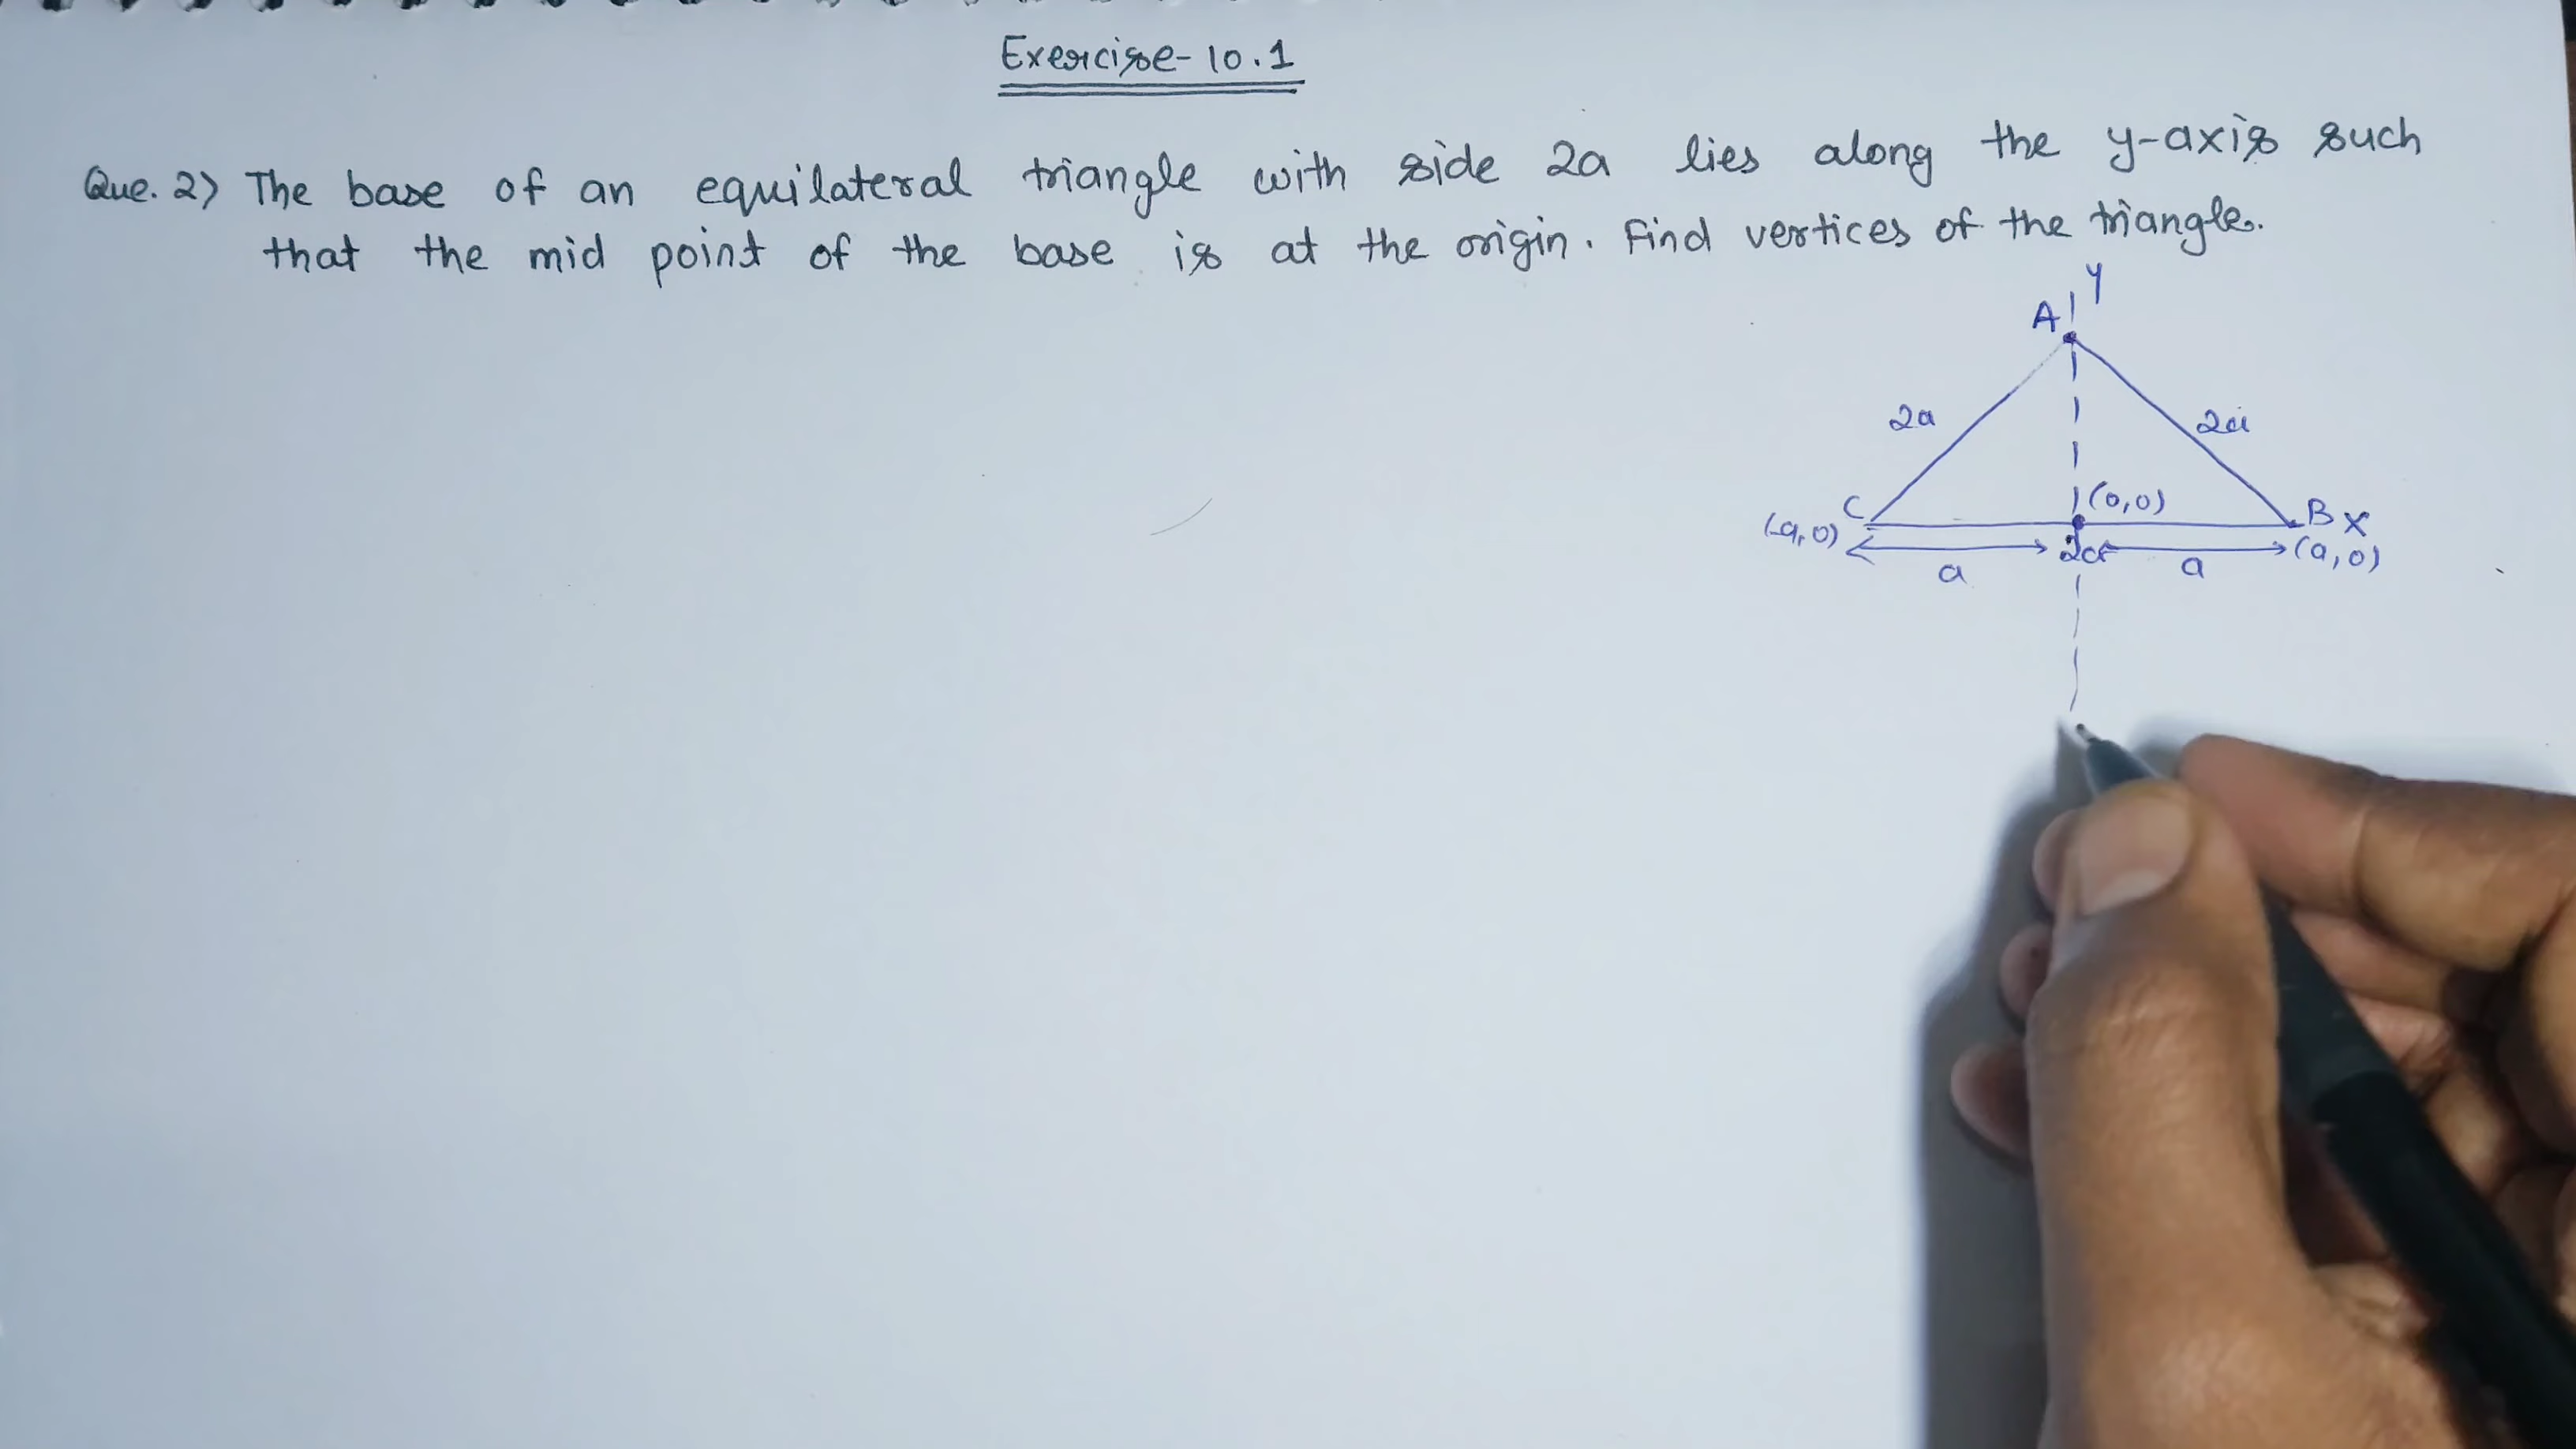 Exercise-10.1
Que. 2) The base of an equilateral triangle with side 2a lies along the y-axis such
that the mid point of the base is at the origin. Find vertices of the triangle.
Y
A
2a
2a
(0,0)
C
B X
(-a,0)
2a
(a,0)
a
a